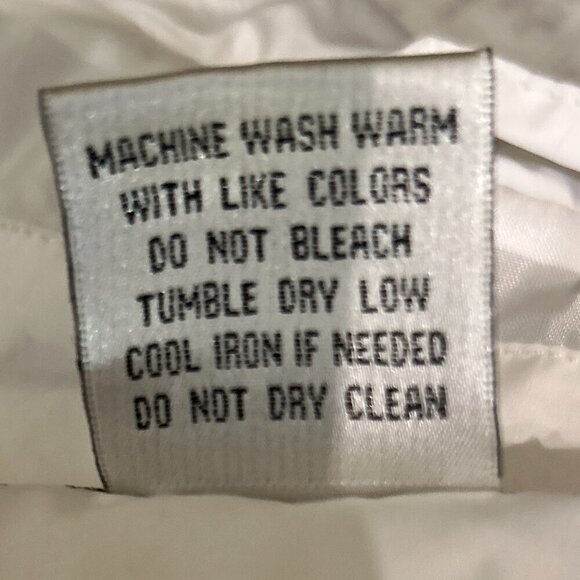 MACHINE WASH WARM
WITH LIKE COLORS
DO NOT BLEACH
TUMBLE DRY LOW
COOL IRON IF NEEDED
DO NOT DRY CLEAN